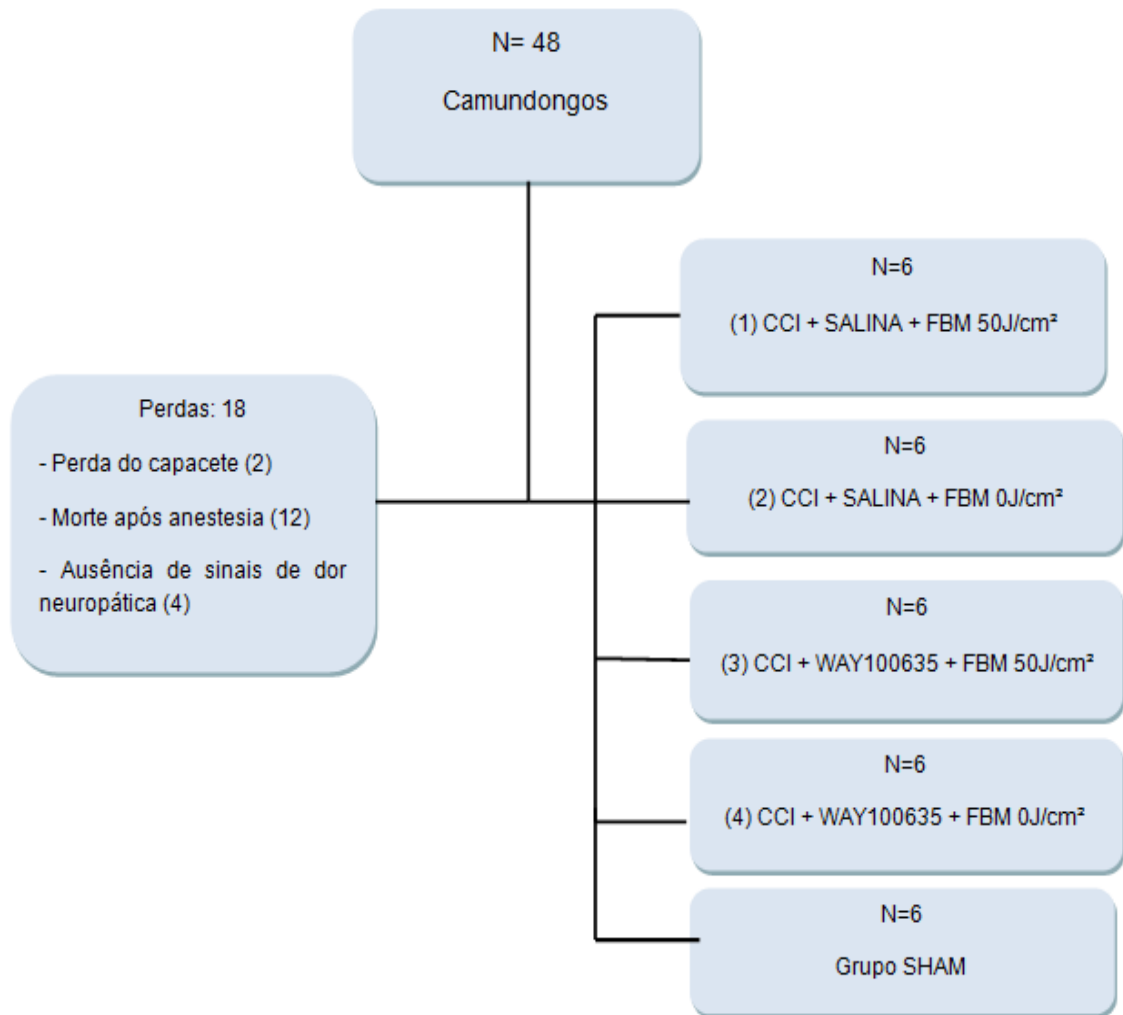 N= 48
Camundongos
N=6
(1) CCI + SALINA + FBM 50J/cm²
Perdas: 18
- Perda do capacete (2)
- Morte após anestesia (12)
- Ausência de sinais de dor
neuropática (4)
N=6
(2) CCI + SALINA + FBM 0J/cm²
N=6
(3) CCI + WAY100635 + FBM 50J/cm²
N=6
(4) CCI + WAY100635 + FBM 0J/cm²
N=6
Grupo SHAM